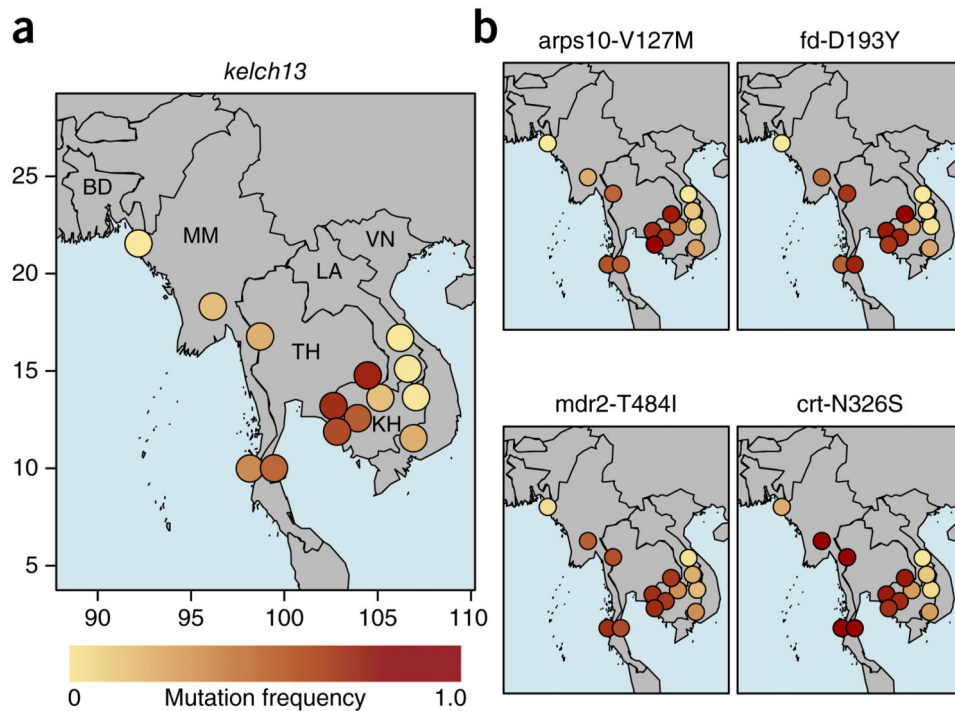 a
kelch13
25
20
15
10
5
BD
MM
VN
LA
TH
KH
90
95
100
105
110
0
Mutation frequency
1.0
b
arps10-V127M
fd-D193Y
mdr2-T484I
crt-N326S